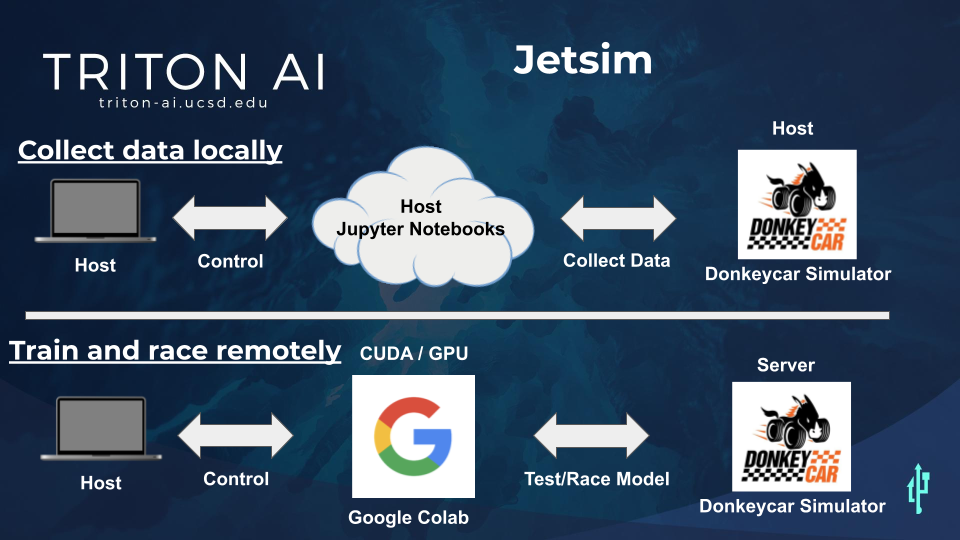 TRITON AI
triton-ai.ucsd.edu
Jetsim
Collect data locally
Host
Control
Host
Jupyter Notebooks
Collect Data
Host
DONKEY
CAR
Donkeycar Simulator
Train and race remotely
Host
Control
CUDA / GPU
G
Google Colab
Test/Race Model
Server
DONKEY
CAR
Donkeycar Simulator